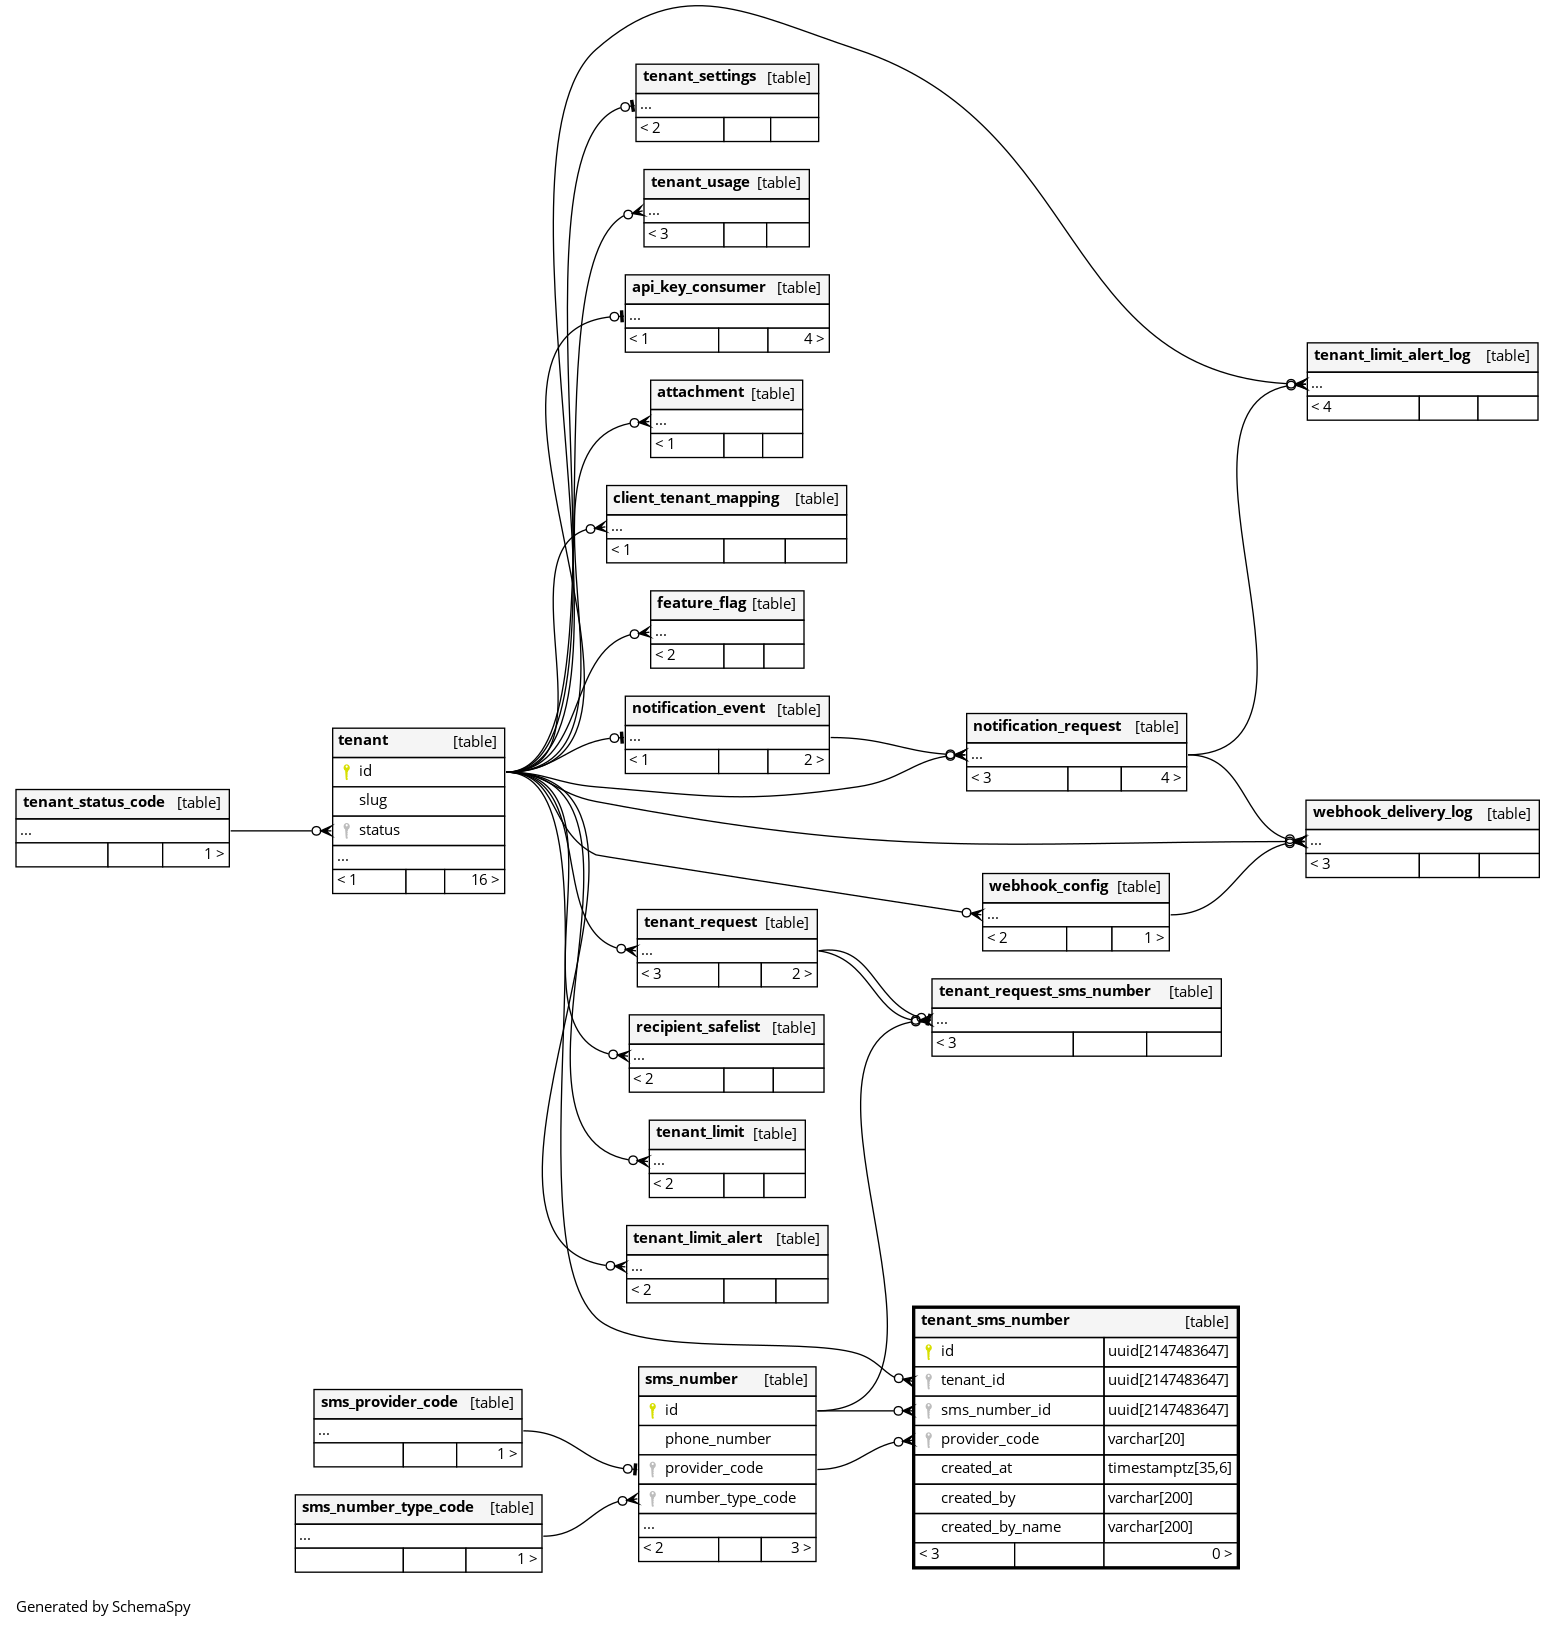 tenant_settings [table]
...
< 2
tenant_usage [table]
...
< 3
api_key_consumer [table]
...
< 1 4 >
tenant_limit_alert_log [table]
...
< 4
attachment [table]
...
< 1
client_tenant_mapping [table]
...
< 1
feature_flag [table]
...
< 2
notification_event [table]
...
< 1 2 >
notification_request [table]
...
< 3 4 >
tenant [table]
id
slug
status
...
< 1 16 >
tenant_status_code [table]
...
1 >
webhook_delivery_log [table]
...
< 3
webhook_config [table]
...
< 2 1 >
tenant_request [table]
...
< 3 2 >
tenant_request_sms_number [table]
...
< 3
recipient_safelist [table]
...
< 2
tenant_limit [table]
...
< 2
tenant_limit_alert [table]
...
< 2
tenant_sms_number [table]
id uuid[2147483647]
tenant_id uuid[2147483647]
sms_number_id uuid[2147483647]
provider_code varchar[20]
created_at timestamptz[35,6]
created_by varchar[200]
created_by_name varchar[200]
< 3 0 >
sms_number [table]
id
phone_number
provider_code
number_type_code
...
< 2 3 >
sms_provider_code [table]
...
1 >
sms_number_type_code [table]
...
1 >
Generated by SchemaSpy